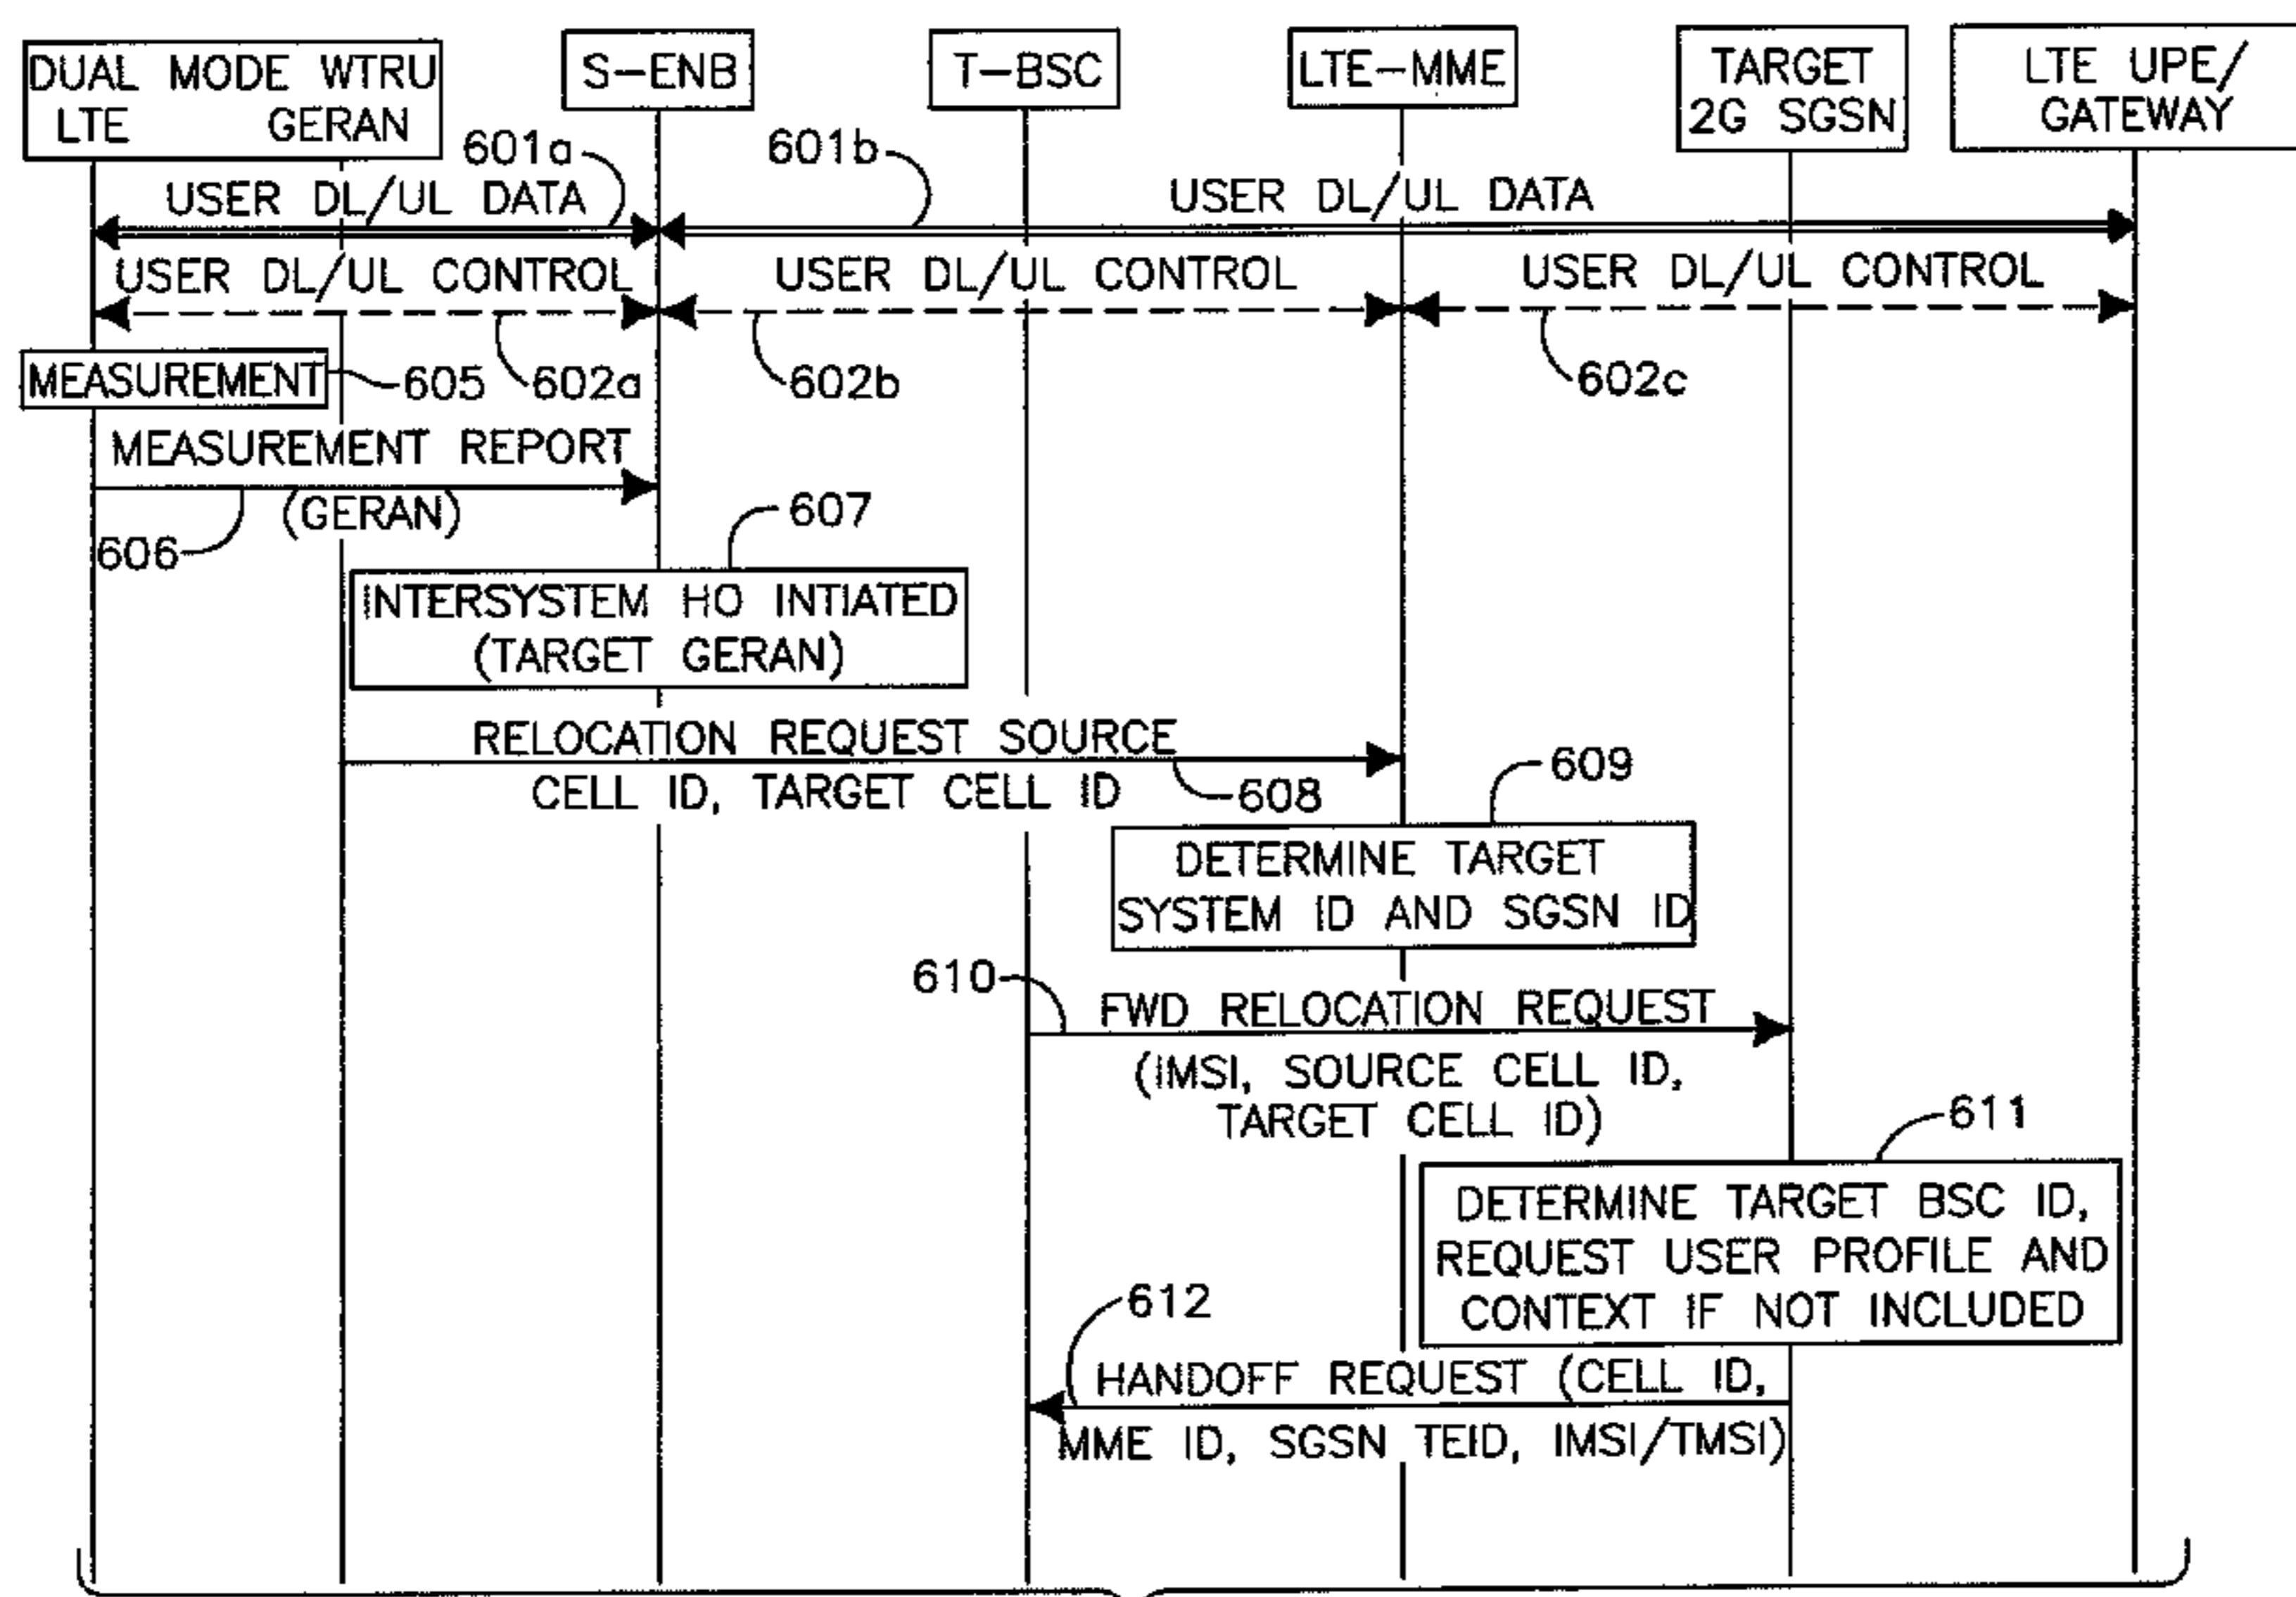 DUAL MODE WTRU
LTE GERAN
S-ENB
T-BSC
LTE-MME
TARGET
2G SGSN
LTE UPE/
GATEWAY
601a
601b
USER DL/UL DATA
USER DL/UL DATA
USER DL/UL CONTROL
USER DL/UL CONTROL
USER DL/UL CONTROL
MEASUREMENT
605
602a
602b
602c
MEASUREMENT REPORT
(GERAN)
606
607
INTERSYSTEM HO INTIATED
(TARGET GERAN)
RELOCATION REQUEST SOURCE
CELL ID, TARGET CELL ID
608
609
DETERMINE TARGET
SYSTEM ID AND SGSN ID
610
FWD RELOCATION REQUEST
(IMSI, SOURCE CELL ID,
TARGET CELL ID)
611
DETERMINE TARGET BSC ID,
REQUEST USER PROFILE AND
CONTEXT IF NOT INCLUDED
612
HANDOFF REQUEST (CELL ID,
MME ID, SGSN TEID, IMSI/TMSI)